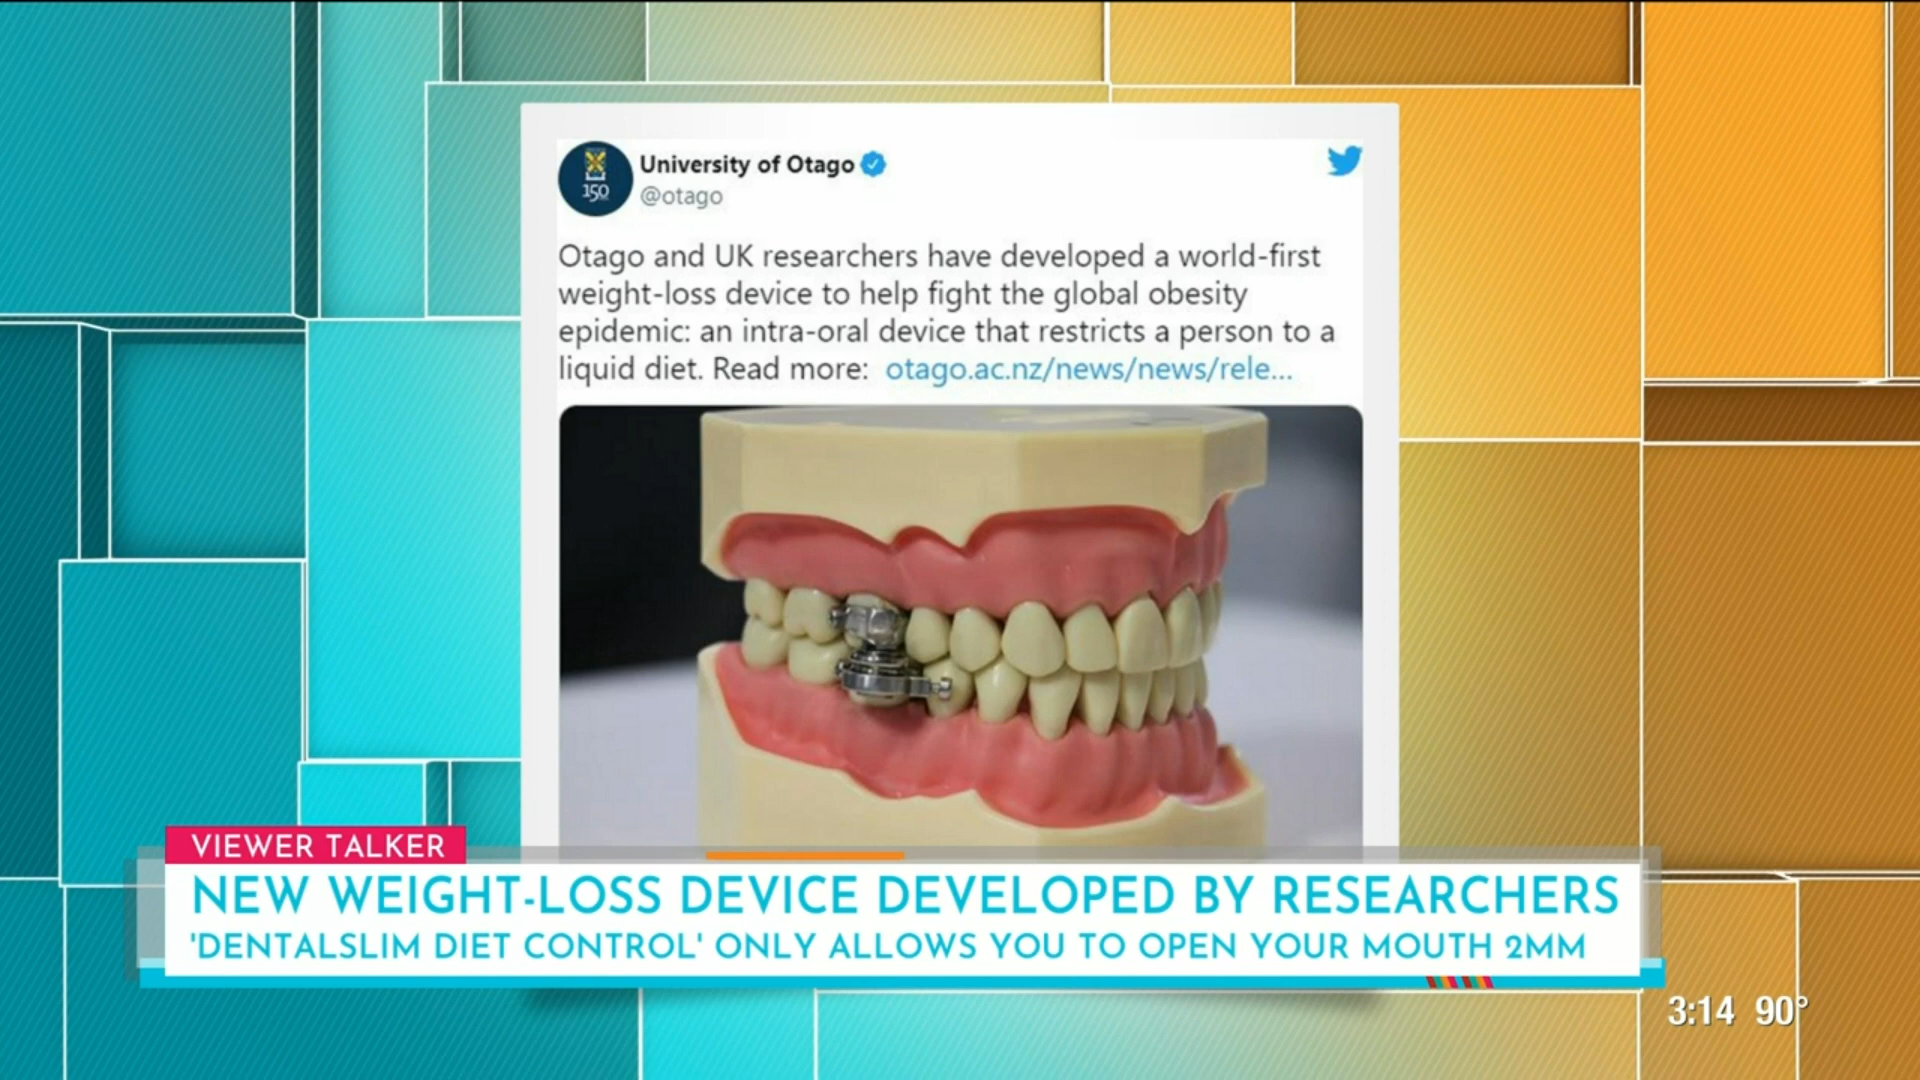 150
University of Otago
@otago
Otago and UK researchers have developed a world-first
weight-loss device to help fight the global obesity
epidemic: an intra-oral device that restricts a person to a
liquid diet. Read more: otago.ac.nz/news/news/rele...
VIEWER TALKER
NEW WEIGHT-LOSS DEVICE DEVELOPED BY RESEARCHERS
'DENTALSLIM DIET CONTROL' ONLY ALLOWS YOU TO OPEN YOUR MOUTH 2MM
3:14 90°